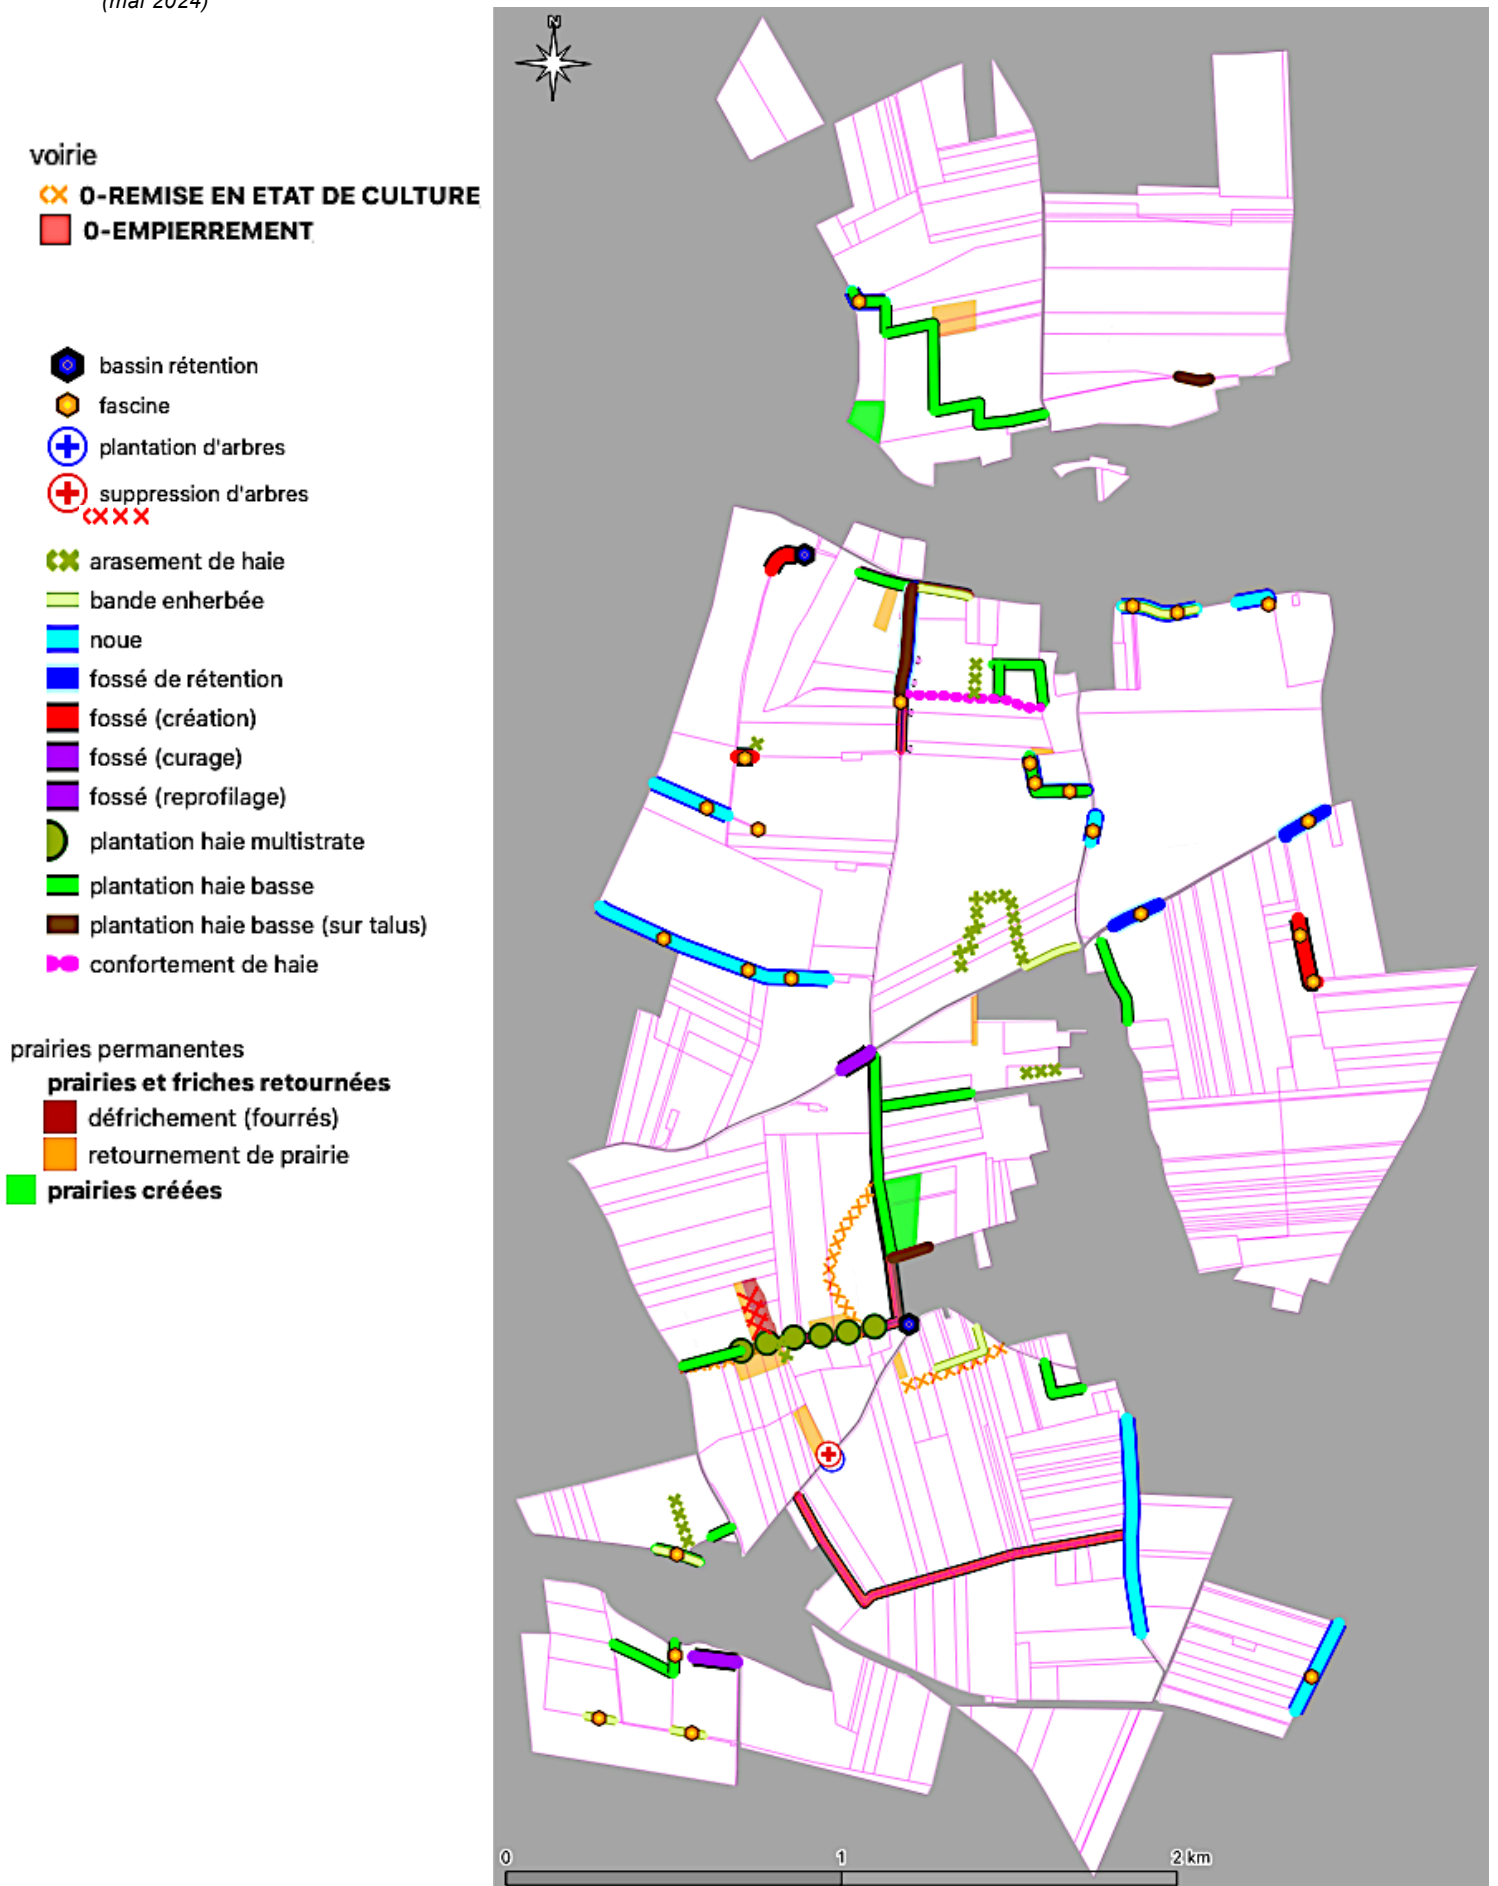 (mai 2024)
N
voirie
0-REMISE EN ETAT DE CULTURE
0-EMPIERREMENT
bassin rétention
fascine
plantation d'arbres
suppression d'arbres
arasement de haie
bande enherbée
noue
fossé de rétention
fossé (création)
fossé (curage)
fossé (reprofilage)
plantation haie multistrate
plantation haie basse
plantation haie basse (sur talus)
confortement de haie
prairies permanentes
prairies et friches retournées
défrichement (fourrés)
retournement de prairie
prairies créées
0 1 2 km